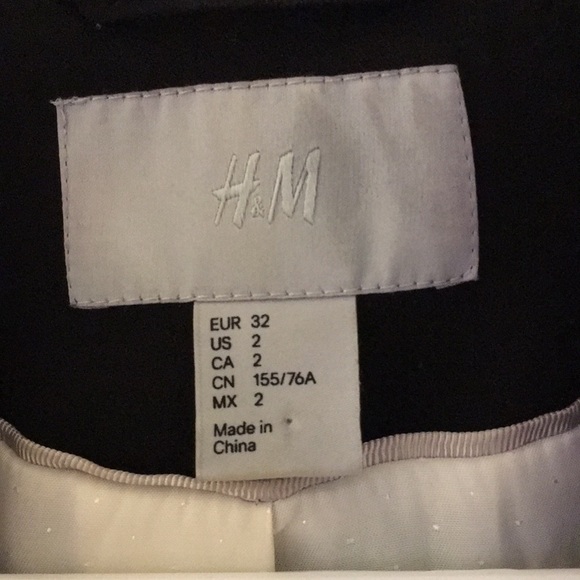 H&M
EUR 32
US 2
CA 2
CN 155/76A
MX 2
Made in
China